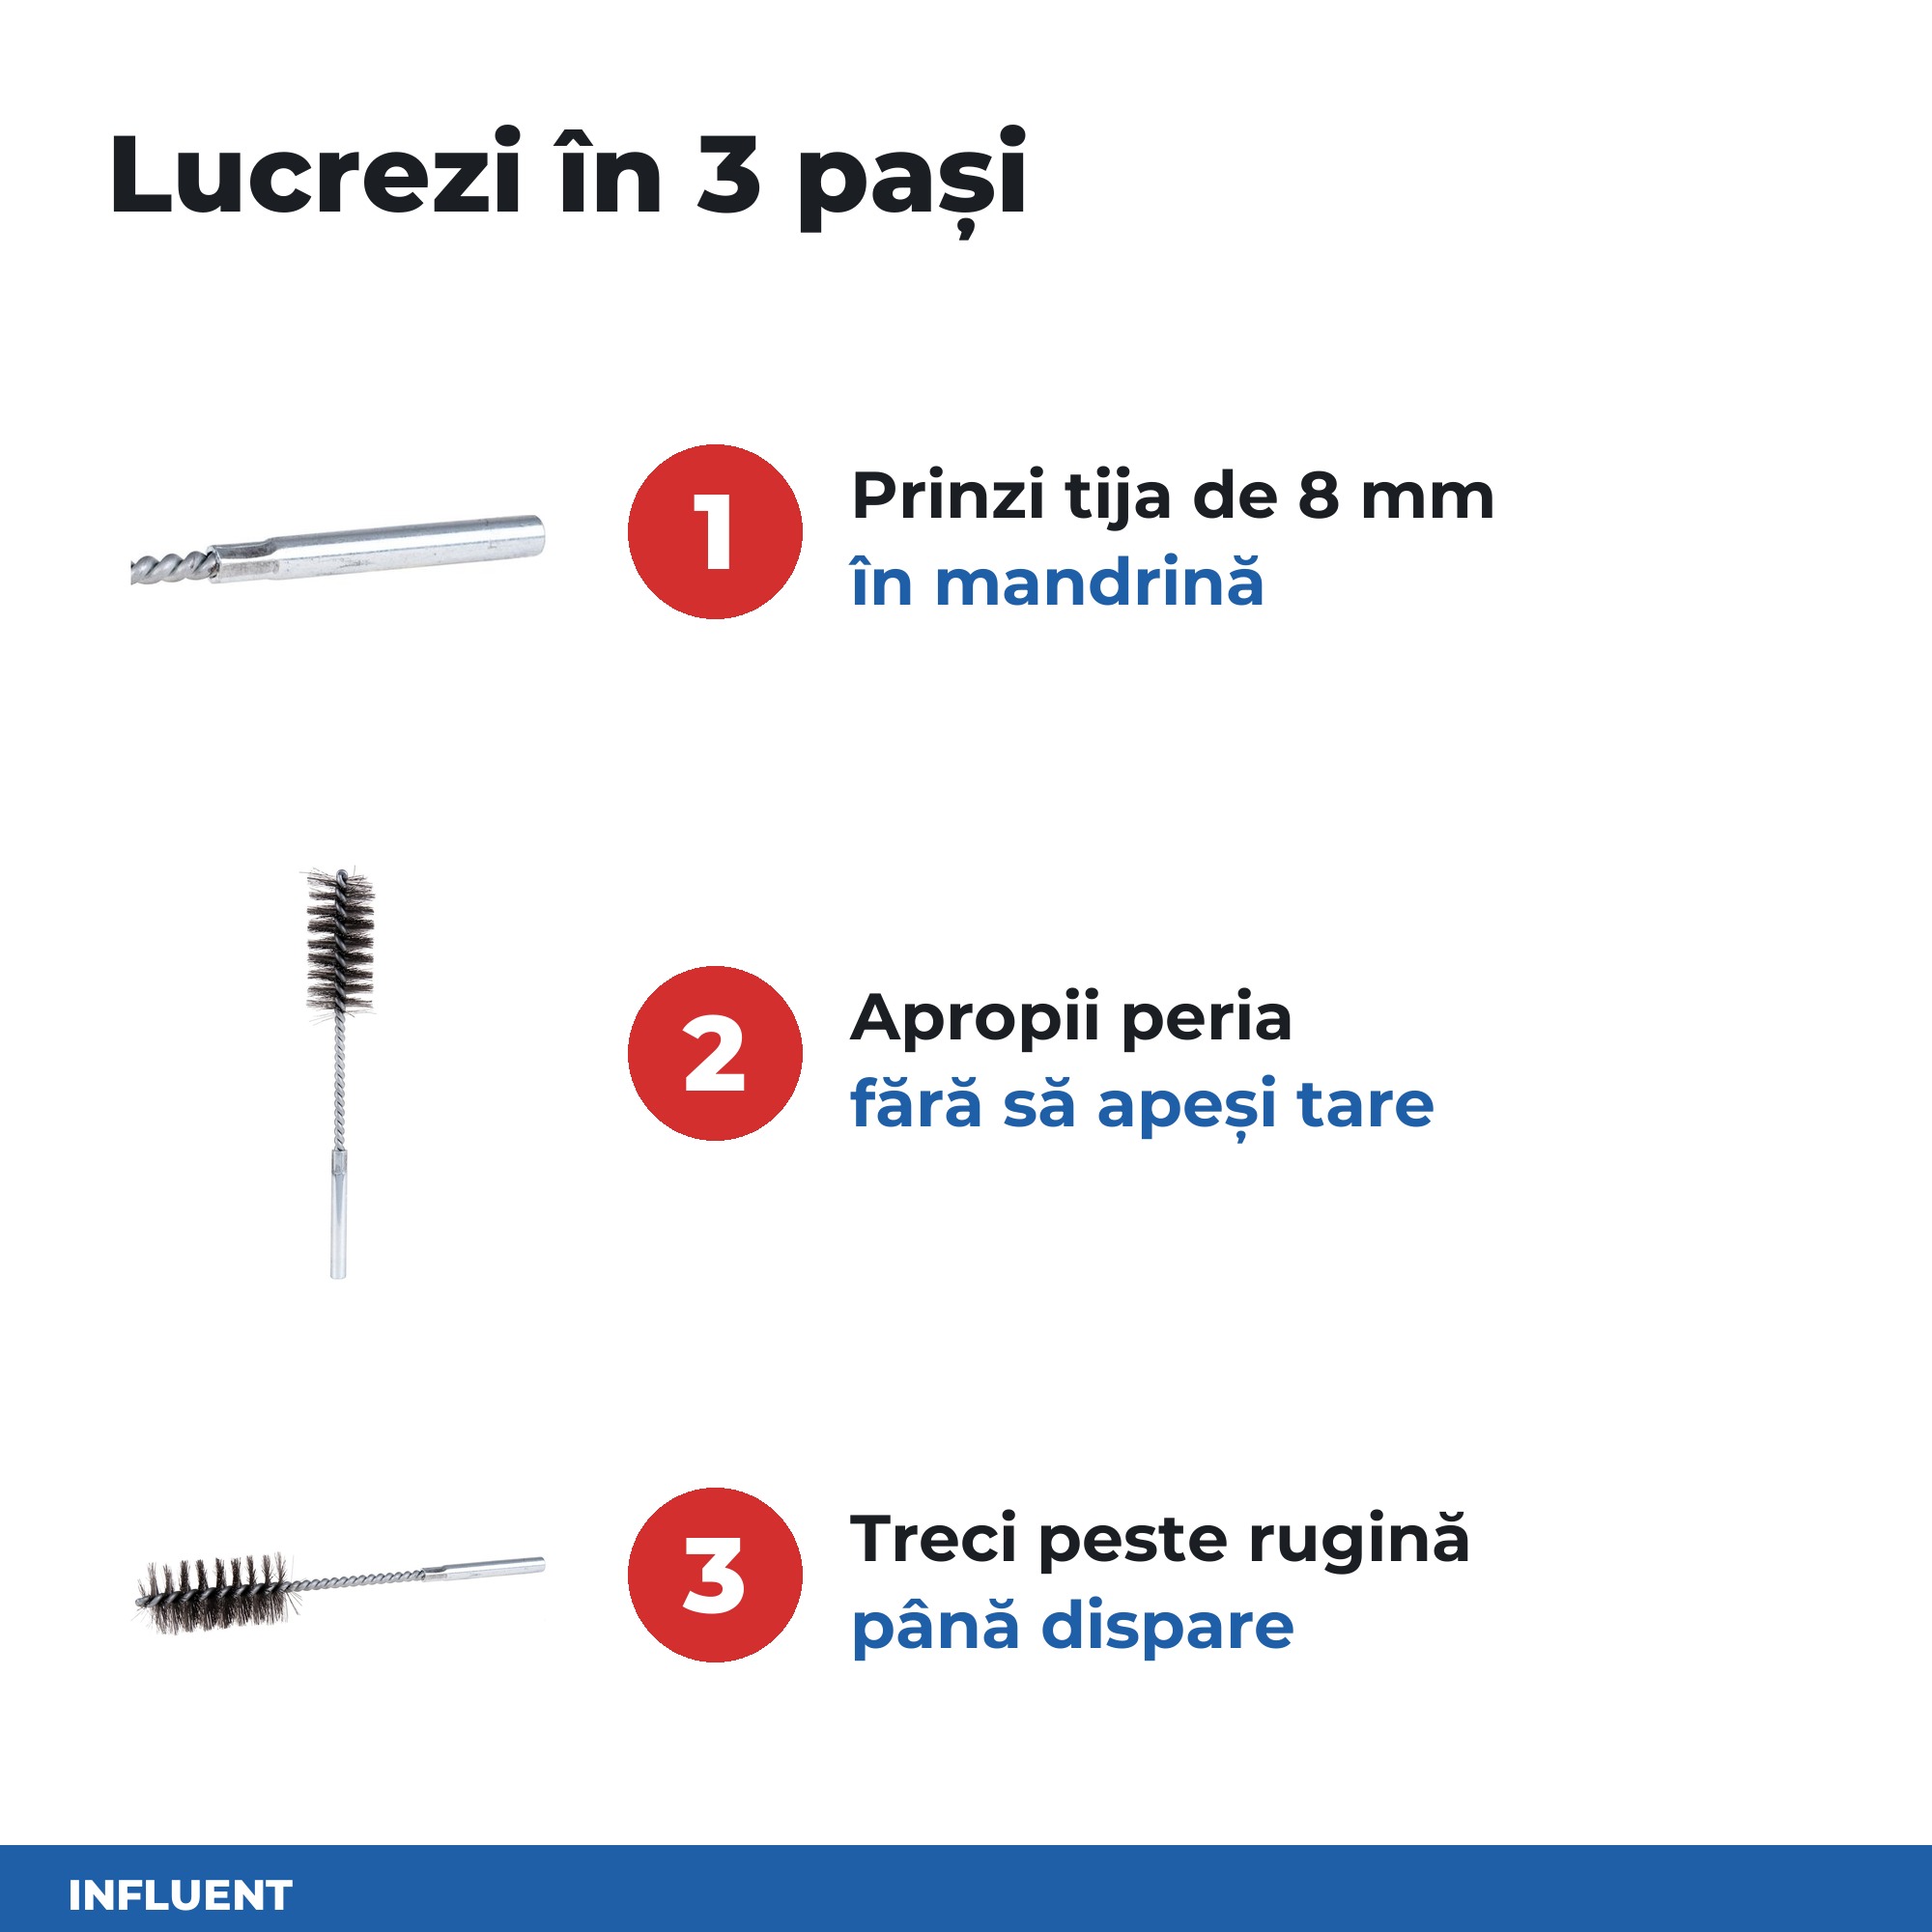 Lucrezi în 3 pași
1
Prinzi tija de 8 mm
în mandrină
2
Apropii peria
fără să apeși tare
3
Treci peste rugină
până dispare
INFLUENT